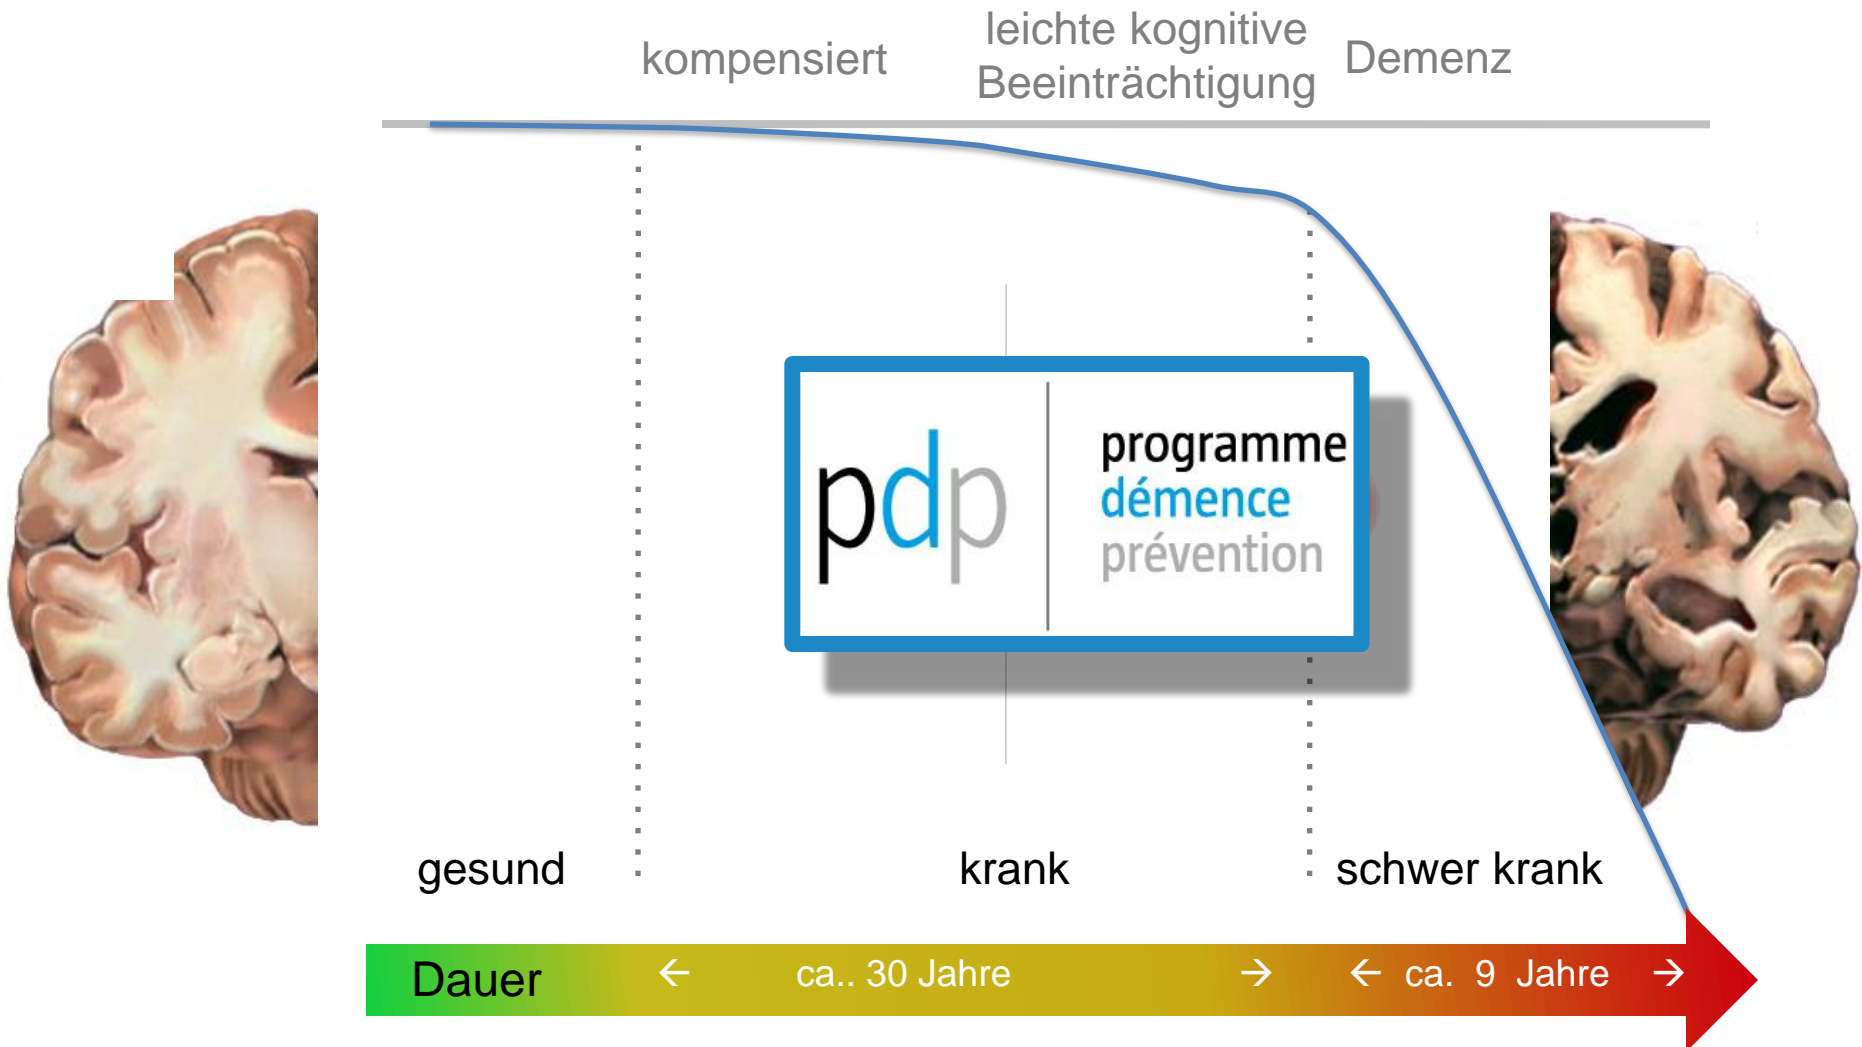 kompensiert
leichte kognitive
Beeinträchtigung
Demenz
pdp
programme
démence
prévention
gesund
krank
schwer krank
Dauer
← ca.. 30 Jahre →
← ca. 9 Jahre →